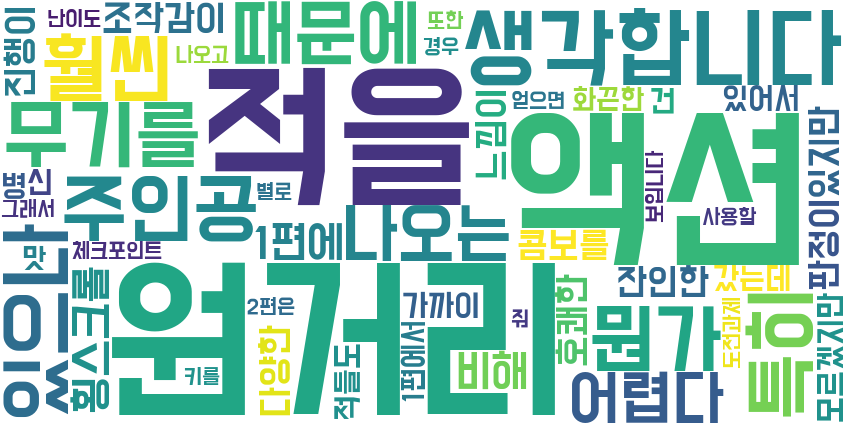 난이도
조작감이
때문에
또한
생각합니다
진행이
훨씬
나오고
경우
적을
느낌이
얻으면
화끈한
건
있어서
무기를
액션
병신
그래서
주인공
별로
보입니다
사용할
판정이있지만
맛
체크포인트
1편에나오는
콤보를
잔인한
갔는데
있으나
횡스크롤
원거리
2편은
가까이
줘
호쾌한
뭔가
도전과제
특히
모르겠지만
키를
다양한
적들도
1편에서
비해
어렵다